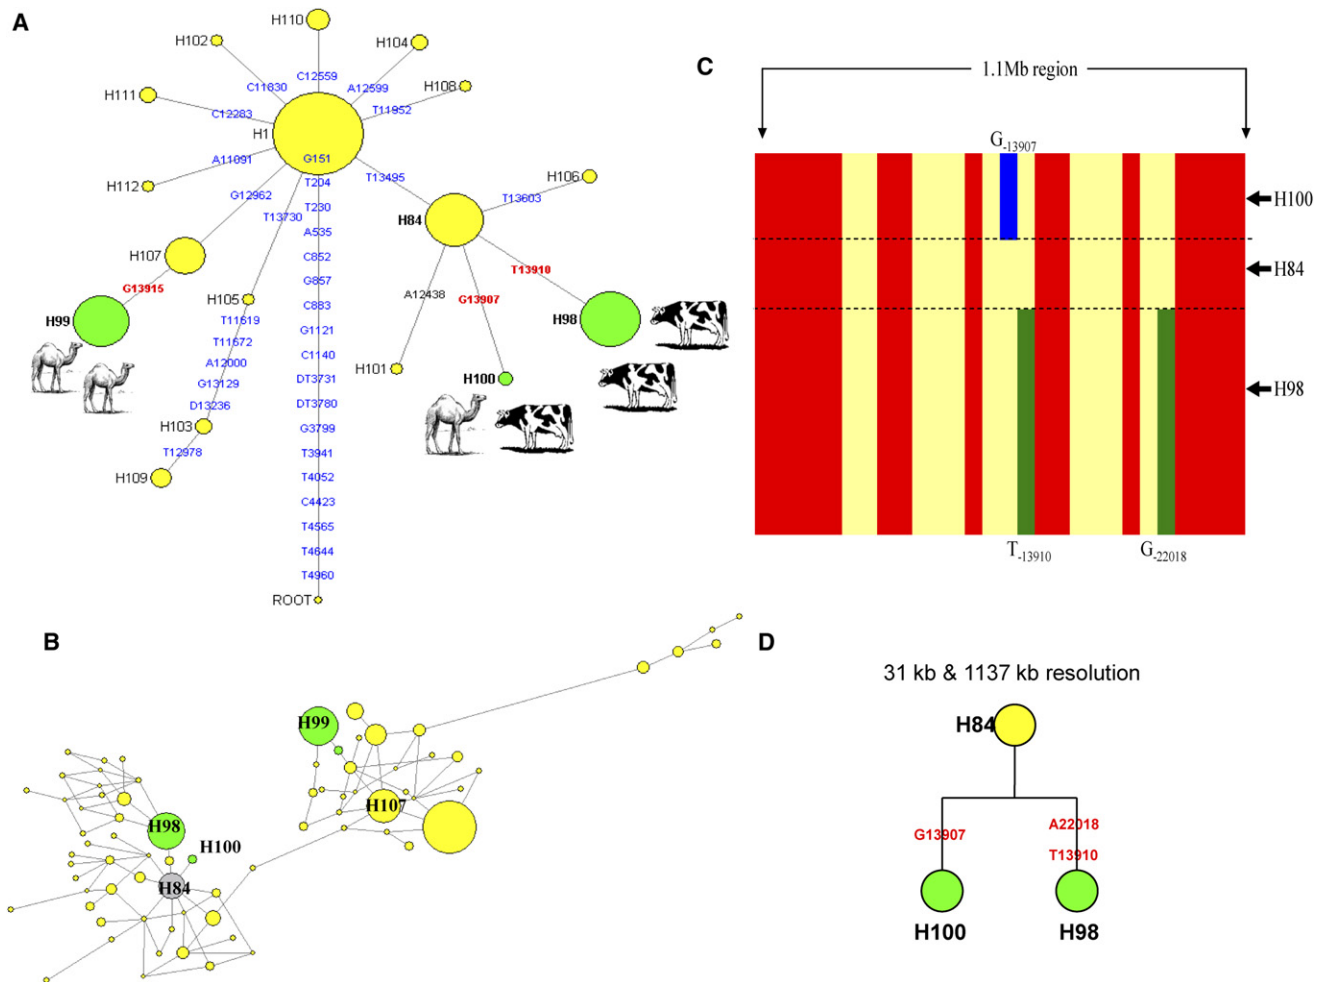 A
H110
H102
H104
C12559
C11830
A12599
H108
H111
T11952
C12283
H1
A11091
G151
H112
G12962
T204
T13495
H106
T13730
T230
T13603
A535
H84
H107
C852
T13910
G13915
G857
A12438
G13907
H105
C883
H99
T11619
G1121
H98
T11672
C1140
A12000
H101
H100
G13129
DT3731
D13236
DT3780
H103
G3799
T12978
T3941
H109
T4052
C4423
T4565
T4644
T4960
ROOT
C
1.1Mb region
G-13907
H100
H84
H98
T-13910
G-22018
B
H99
H107
H98
H100
H84
D
31 kb & 1137 kb resolution
H84
G13907
A22018
T13910
H100
H98